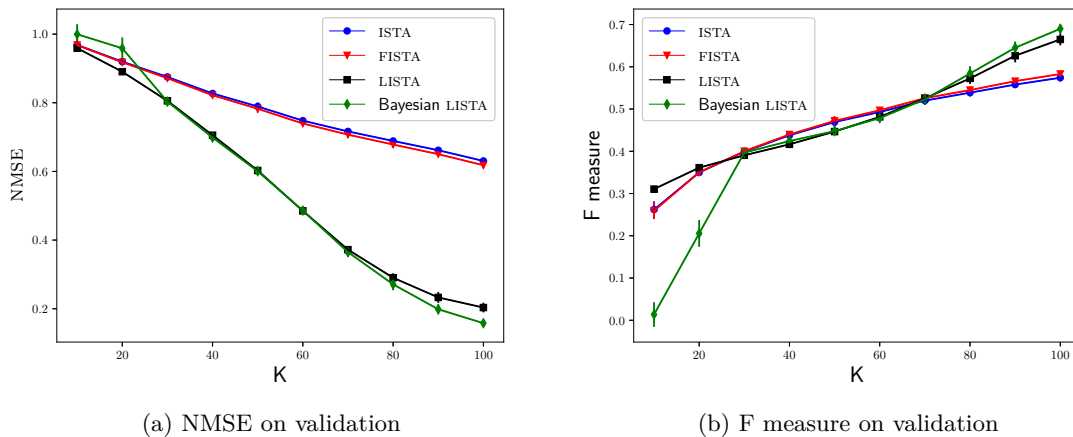 1.0
0.8
0.6
0.4
0.2
NMSE
20
40
60
80
100
K
ISTA
FISTA
LISTA
Bayesian LISTA
(a) NMSE on validation
0.7
0.6
0.5
0.4
0.3
0.2
0.1
0.0
F measure
20
40
60
80
100
K
ISTA
FISTA
LISTA
Bayesian LISTA
(b) F measure on validation